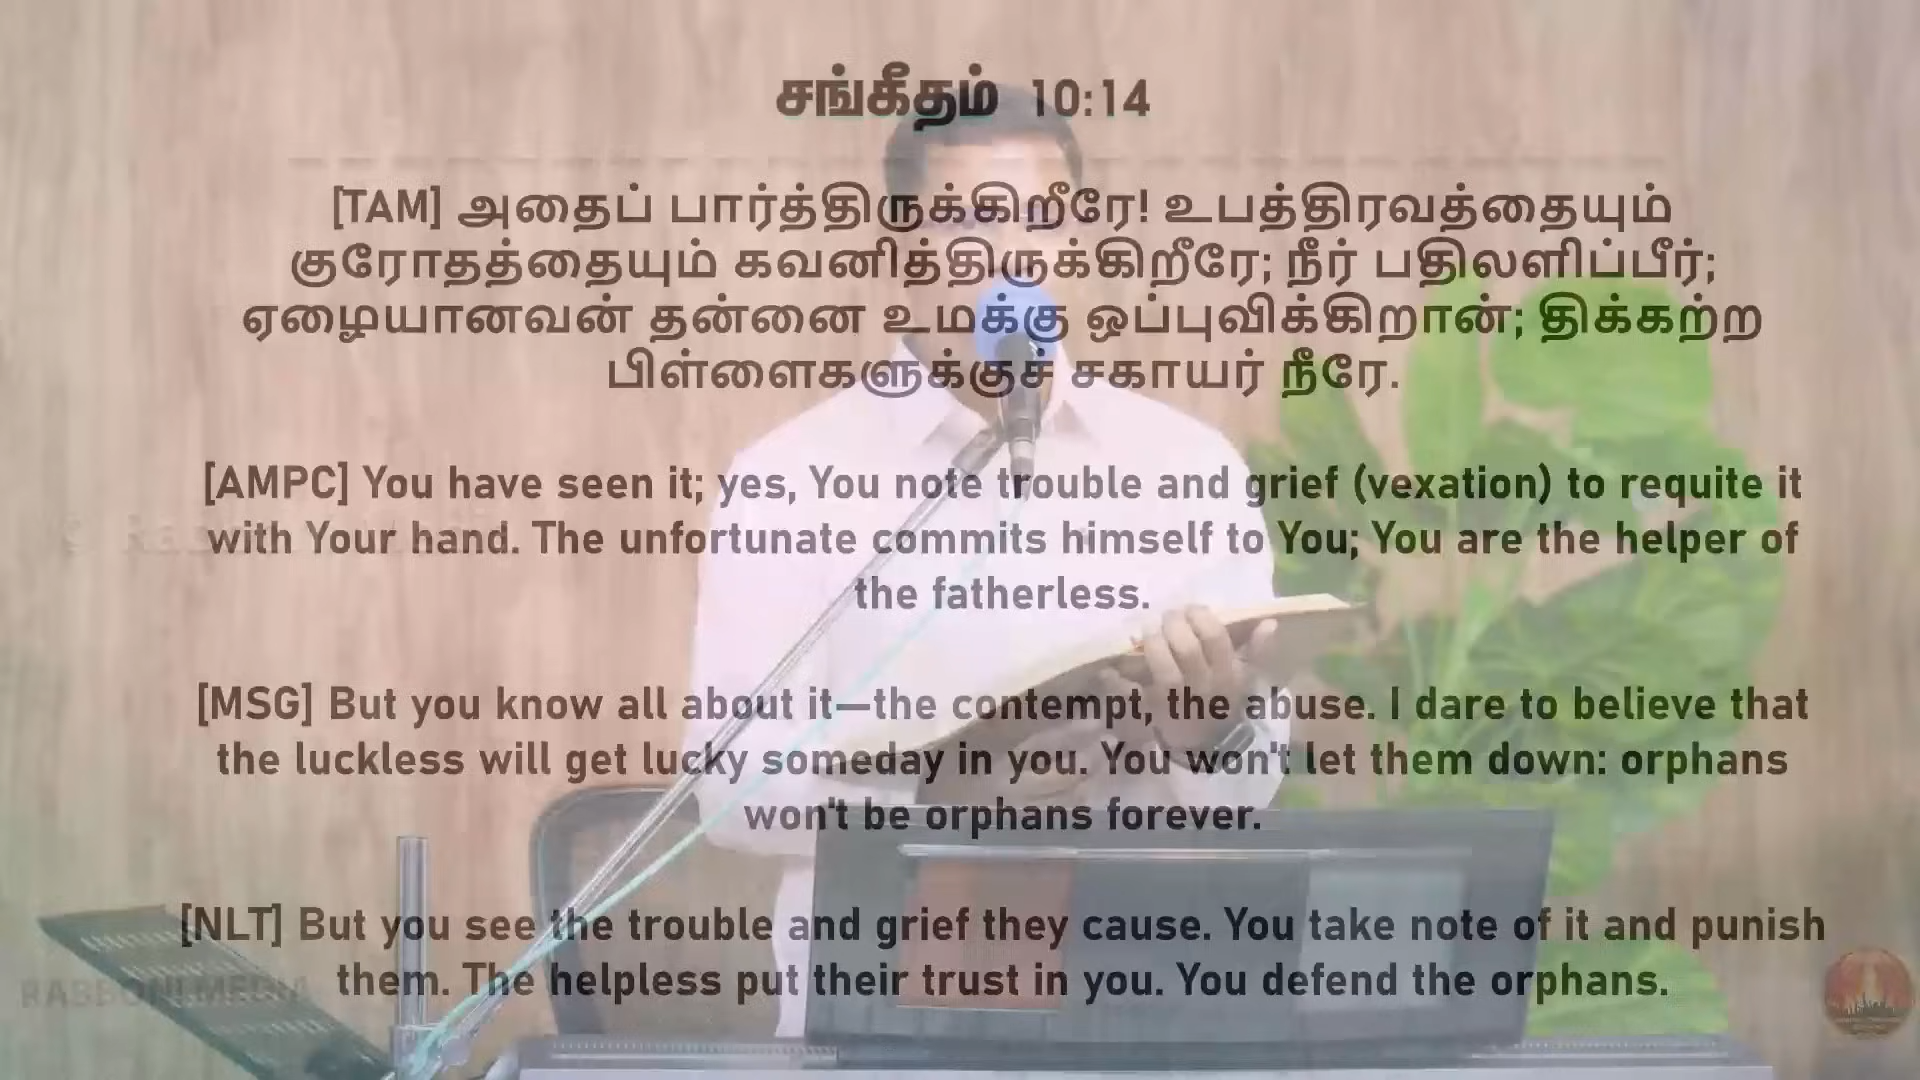 சங்கீதம் 10:14
[TAM] அதைப் பார்த்திருக்கிறீரே! உபத்திரவத்தையும்
குரோதத்தையும் கவனித்திருக்கிறீரே; நீர் பதிலளிப்பீர்;
ஏழையானவன் தன்னை உமக்கு ஒப்புவிக்கிறான்; திக்கற்ற
பிள்ளைகளுக்குச் சகாயர் நீரே.
[AMPC] You have seen it; yes, You note trouble and grief (vexation) to requite it
with Your hand. The unfortunate commits himself to You; You are the helper of
the fatherless.
[MSG] But you know all about it—the contempt, the abuse. I dare to believe that
the luckless will get lucky someday in you. You won't let them down: orphans
won't be orphans forever.
[NLT] But you see the trouble and grief they cause. You take note of it and punish
them. The helpless put their trust in you. You defend the orphans.
RABBONI MEDIA